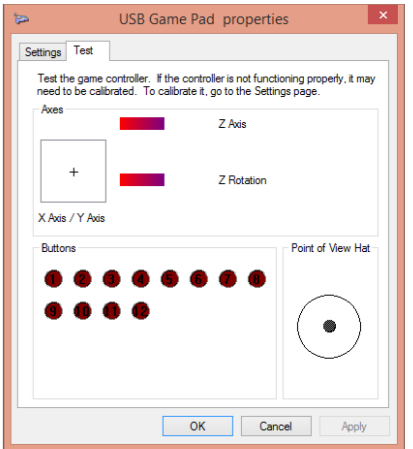 USB Game Pad properties
Settings Test
Test the game controller. If the controller is not functioning properly, it may
need to be calibrated. To calibrate it, go to the Settings page.
Axes
Z Axis
Z Rotation
X Axis / Y Axis
Buttons
1 2 3 4 5 6 7 8
9 10 11 12
Point of View Hat
OK Cancel Apply